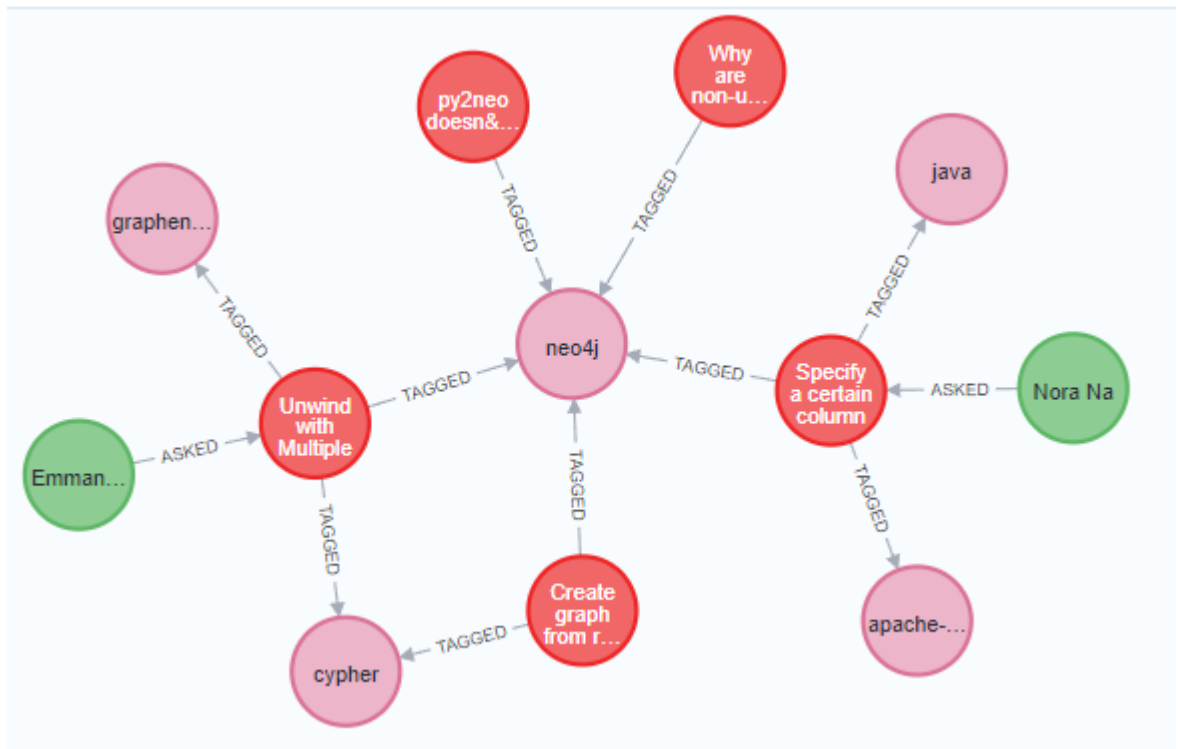 Why
are
non-u...
py2neo
doesn&...
java
graphen...
TAGGED
TAGGED
TAGGED
TAGGED
neo4j
TAGGED
TAGGED
Specify
a certain
column
ASKED
Nora Na
Unwind
with
Multiple
ASKED
Emman...
TAGGED
TAGGED
TAGGED
Create
graph
from r...
apache-...
TAGGED
cypher